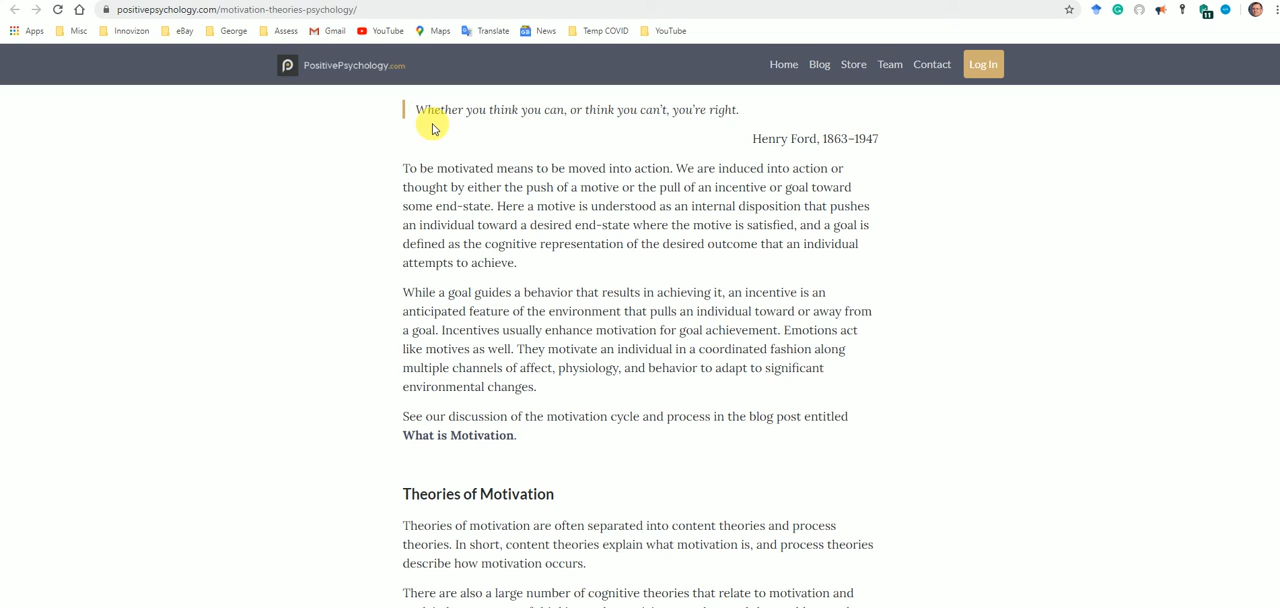 positivepsychology.com/motivation-theories-psychology/
Apps Misc Innovizon eBay George Assess Gmail YouTube Maps Translate News Temp COVID YouTube
11
PositivePsychology.com Home Blog Store Team Contact Log In
Whether you think you can, or think you can't, you're right.
Henry Ford, 1863–1947
To be motivated means to be moved into action. We are induced into action or
thought by either the push of a motive or the pull of an incentive or goal toward
some end-state. Here a motive is understood as an internal disposition that pushes
an individual toward a desired end-state where the motive is satisfied, and a goal is
defined as the cognitive representation of the desired outcome that an individual
attempts to achieve.
While a goal guides a behavior that results in achieving it, an incentive is an
anticipated feature of the environment that pulls an individual toward or away from
a goal. Incentives usually enhance motivation for goal achievement. Emotions act
like motives as well. They motivate an individual in a coordinated fashion along
multiple channels of affect, physiology, and behavior to adapt to significant
environmental changes.
See our discussion of the motivation cycle and process in the blog post entitled
What is Motivation.
Theories of Motivation
Theories of motivation are often separated into content theories and process
theories. In short, content theories explain what motivation is, and process theories
describe how motivation occurs.
There are also a large number of cognitive theories that relate to motivation and